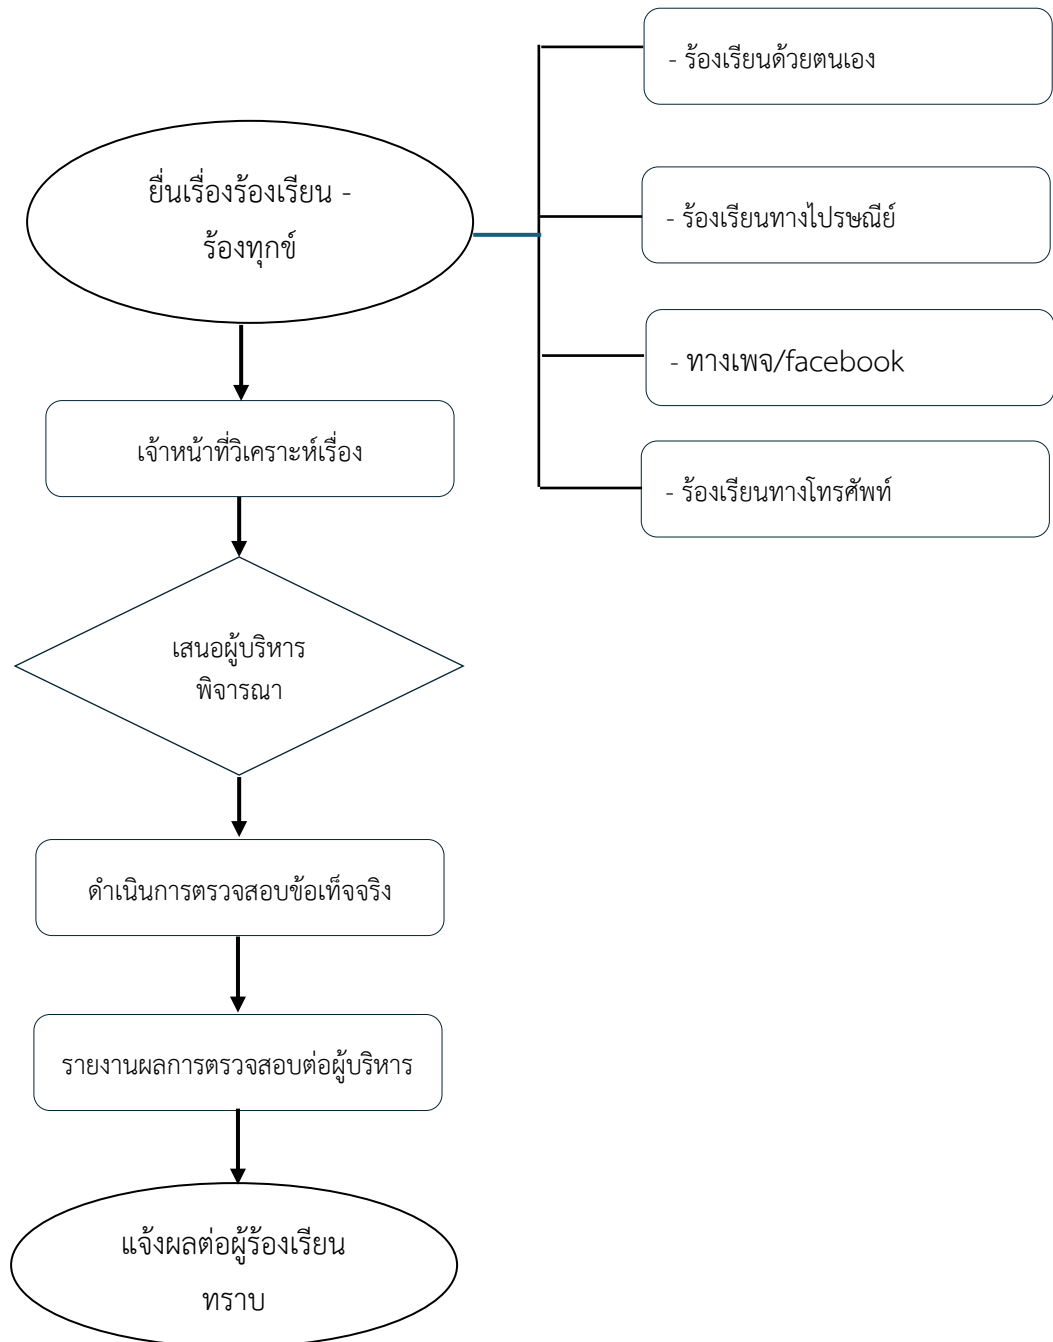 - ร้องเรียนด้วยตนเอง
ยื่นเรื่องร้องเรียน -
ร้องทุกข์
- ร้องเรียนทางไปรษณีย์
- ทางเพจ/facebook
- ร้องเรียนทางโทรศัพท์
เจ้าหน้าที่วิเคราะห์เรื่อง
เสนอผู้บริหาร
พิจารณา
ดำเนินการตรวจสอบข้อเท็จจริง
รายงานผลการตรวจสอบต่อผู้บริหาร
แจ้งผลต่อผู้ร้องเรียน
ทราบ